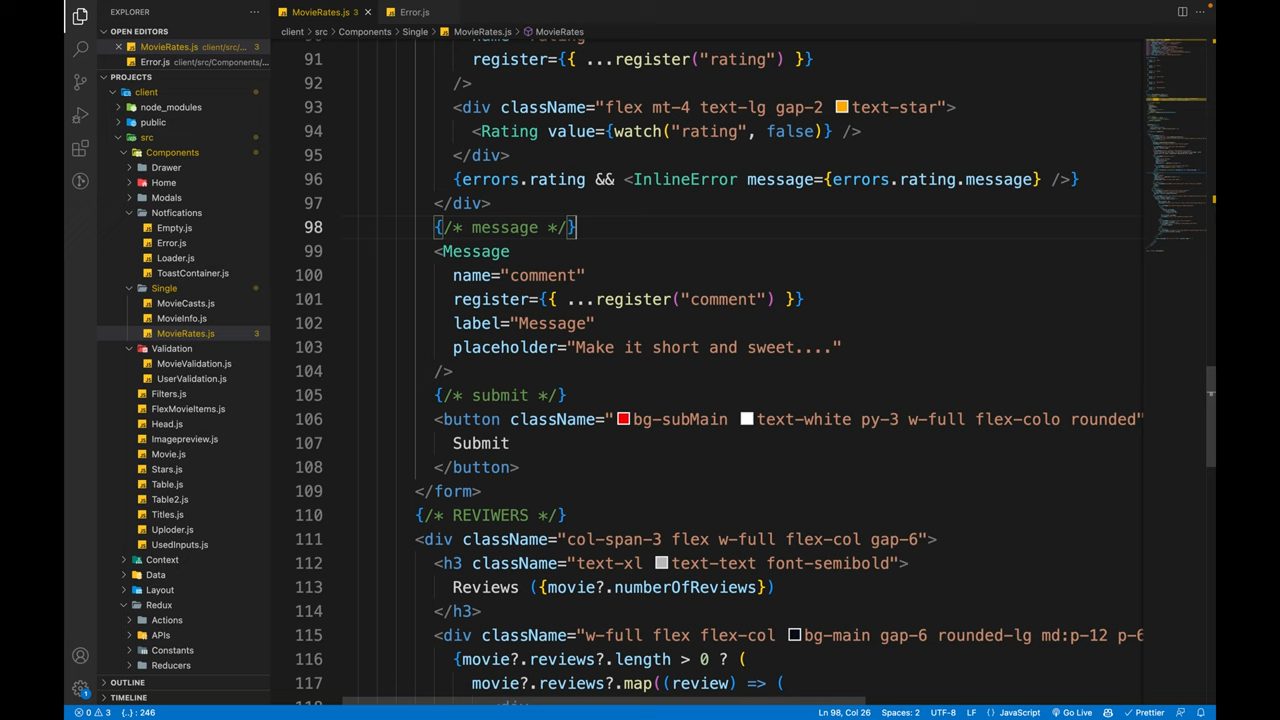 EXPLORER
OPEN EDITORS
MovieRates.js client/src/... 3
Error.js client/src/Components/...
PROJECTS
client
node_modules
public
src
Components
Drawer
Home
Modals
Notfications
Empty.js
Error.js
Loader.js
ToastContainer.js
Single
MovieCasts.js
MovieInfo.js
MovieRates.js 3
Validation
MovieValidation.js
UserValidation.js
Filters.js
FlexMovieItems.js
Head.js
Imagepreview.js
Movie.js
Stars.js
Table.js
Table2.js
Titles.js
Uploder.js
UsedInputs.js
Context
Data
Layout
Redux
Actions
APIs
Constants
Reducers
OUTLINE
TIMELINE
MovieRates.js 3
Error.js
client > src > Components > Single > MovieRates.js > MovieRates
91 register={{ ...register("rating") }}
92 />
93 <div className="flex mt-4 text-lg gap-2 text-star">
94 <Rating value={watch("rating", false)} />
95 </div>
96 {errors.rating && <InlineError message={errors.rating.message} />}
97 </div>
98 {/* message */}
99 <Message
100 name="comment"
101 register={{ ...register("comment") }}
102 label="Message"
103 placeholder="Make it short and sweet...."
104 />
105 {/* submit */}
106 <button className="bg-subMain text-white py-3 w-full flex-colo rounded"
107 Submit
108 </button>
109 </form>
110 {/* REVIWERS */}
111 <div className="col-span-3 flex w-full flex-col gap-6">
112 <h3 className="text-xl text-text font-semibold">
113 Reviews ({movie?.numberOfReviews})
114 </h3>
115 <div className="w-full flex flex-col bg-main gap-6 rounded-lg md:p-12 p-6
116 {movie?.reviews?.length > 0 ? (
117 movie?.reviews?.map((review) => (
0 3 {..} : 246 Ln 98, Col 26 Spaces: 2 UTF-8 LF {} JavaScript Go Live Prettier